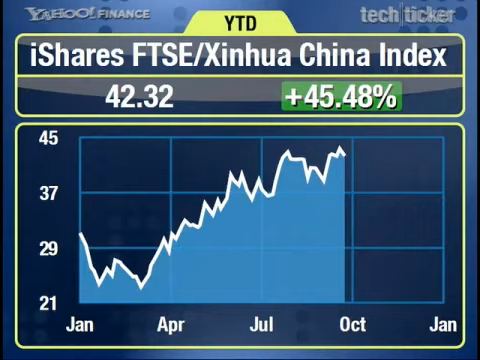 YAHOO! FINANCE
tech ticker
YTD
iShares FTSE/Xinhua China Index
42.32 +45.48%
45
37
29
21
Jan Apr Jul Oct Jan